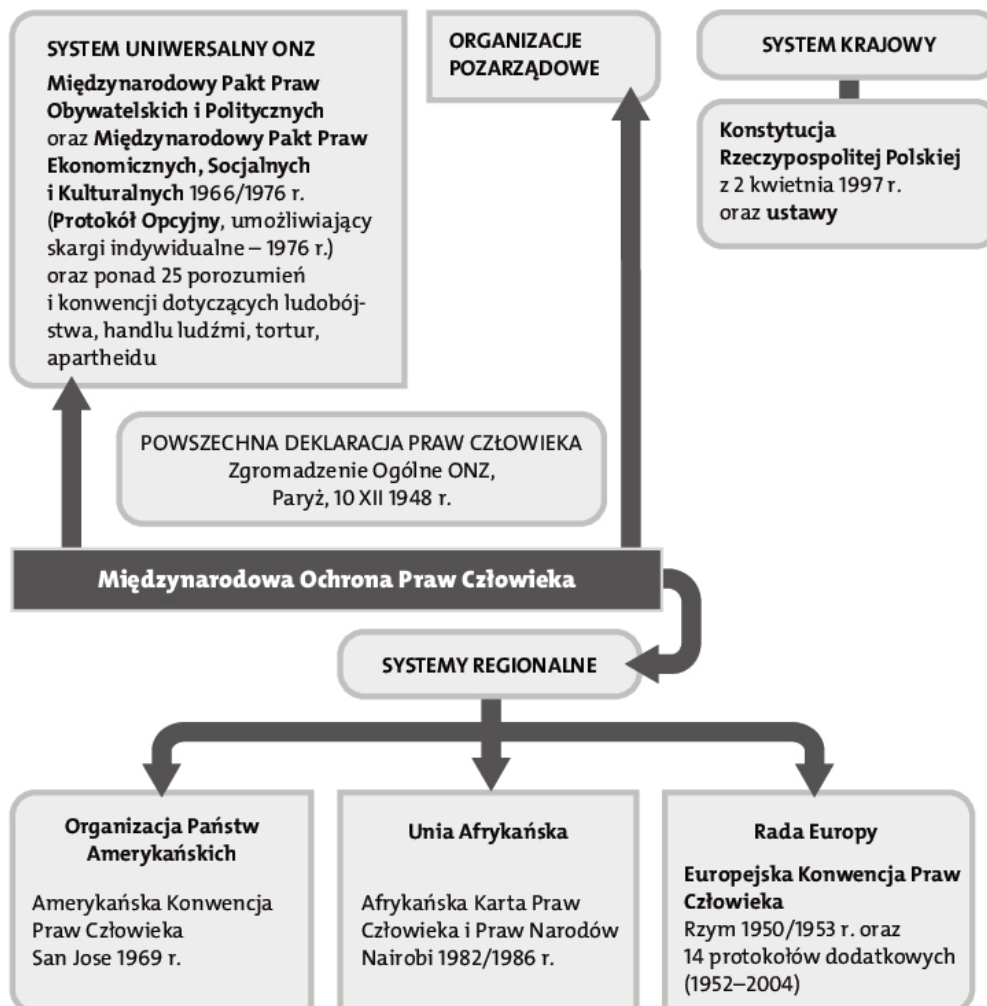 SYSTEM UNIWERSALNY ONZ
Międzynarodowy Pakt Praw
Obywatelskich i Politycznych
oraz Międzynarodowy Pakt Praw
Ekonomicznych, Socjalnych
i Kulturalnych 1966/1976 r.
(Protokół Opcyjny, umożliwiający
skargi indywidualne – 1976 r.)
oraz ponad 25 porozumień
i konwencji dotyczących ludobój-
stwa, handlu ludźmi, tortur,
apartheidu
ORGANIZACJE
POZARZĄDOWE
SYSTEM KRAJOWY
Konstytucja
Rzeczypospolitej Polskiej
z 2 kwietnia 1997 r.
oraz ustawy
POWSZECHNA DEKLARACJA PRAW CZŁOWIEKA
Zgromadzenie Ogólne ONZ,
Paryż, 10 XII 1948 r.
Międzynarodowa Ochrona Praw Człowieka
SYSTEMY REGIONALNE
Organizacja Państw
Amerykańskich
Amerykańska Konwencja
Praw Człowieka
San Jose 1969 r.
Unia Afrykańska
Afrykańska Karta Praw
Człowieka i Praw Narodów
Nairobi 1982/1986 r.
Rada Europy
Europejska Konwencja Praw
Człowieka
Rzym 1950/1953 r. oraz
14 protokołów dodatkowych
(1952–2004)